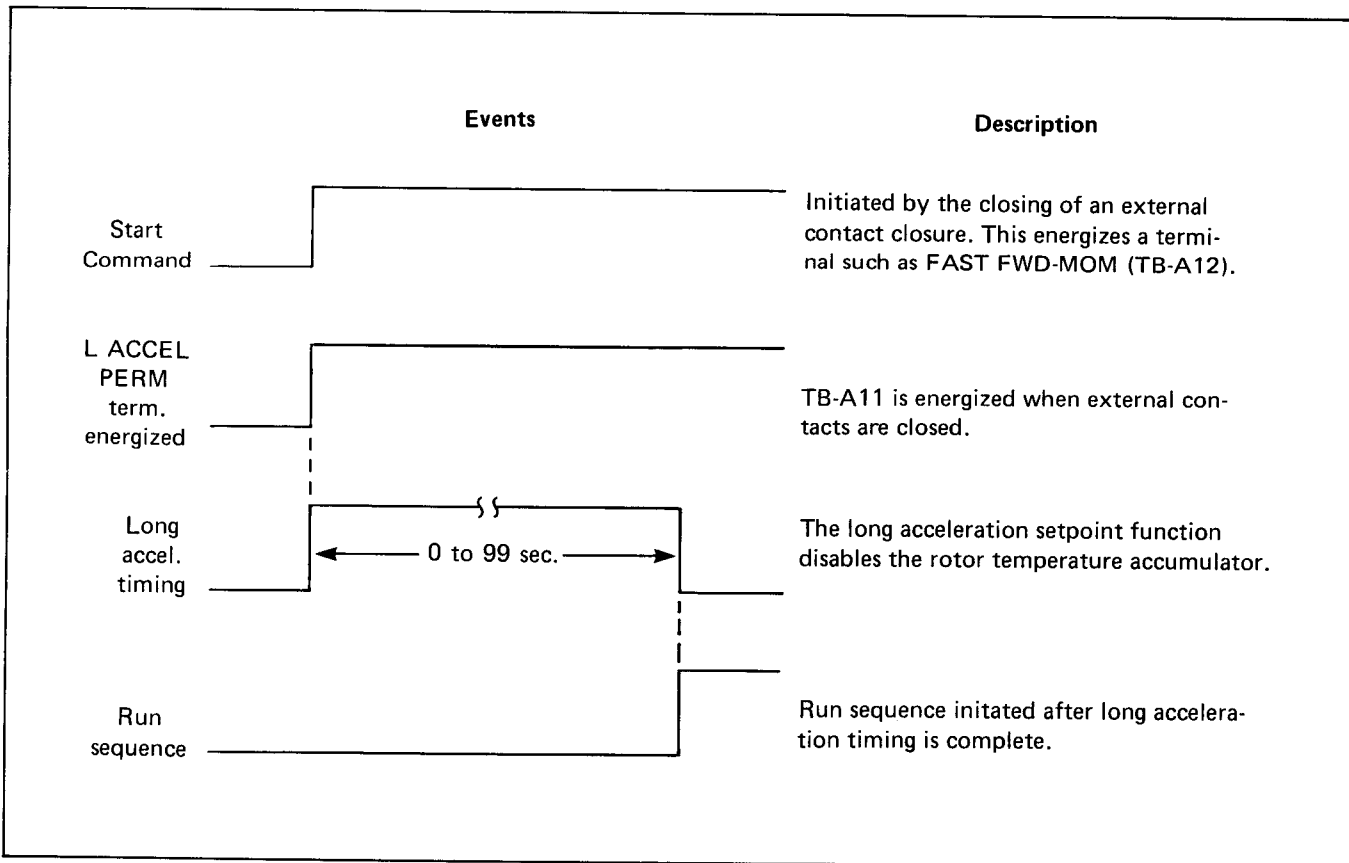 Events
Description
Start
Command
Initiated by the closing of an external
contact closure. This energizes a termi-
nal such as FAST FWD-MOM (TB-A12).
L ACCEL
PERM
term.
energized
TB-A11 is energized when external con-
tacts are closed.
Long
accel.
timing
0 to 99 sec.
The long acceleration setpoint function
disables the rotor temperature accumulator.
Run
sequence
Run sequence initated after long accelera-
tion timing is complete.